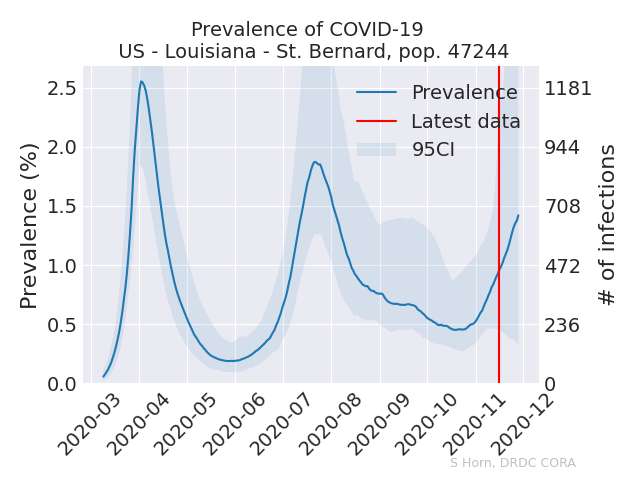 Prevalence of COVID-19
US - Louisiana - St. Bernard, pop. 47244
Prevalence
Latest data
95CI
Prevalence (%)
2.5
2.0
1.5
1.0
0.5
0.0
1181
944
708
472
236
0
# of infections
2020-03
2020-04
2020-05
2020-06
2020-07
2020-08
2020-09
2020-10
2020-11
2020-12
S Horn, DRDC CORA